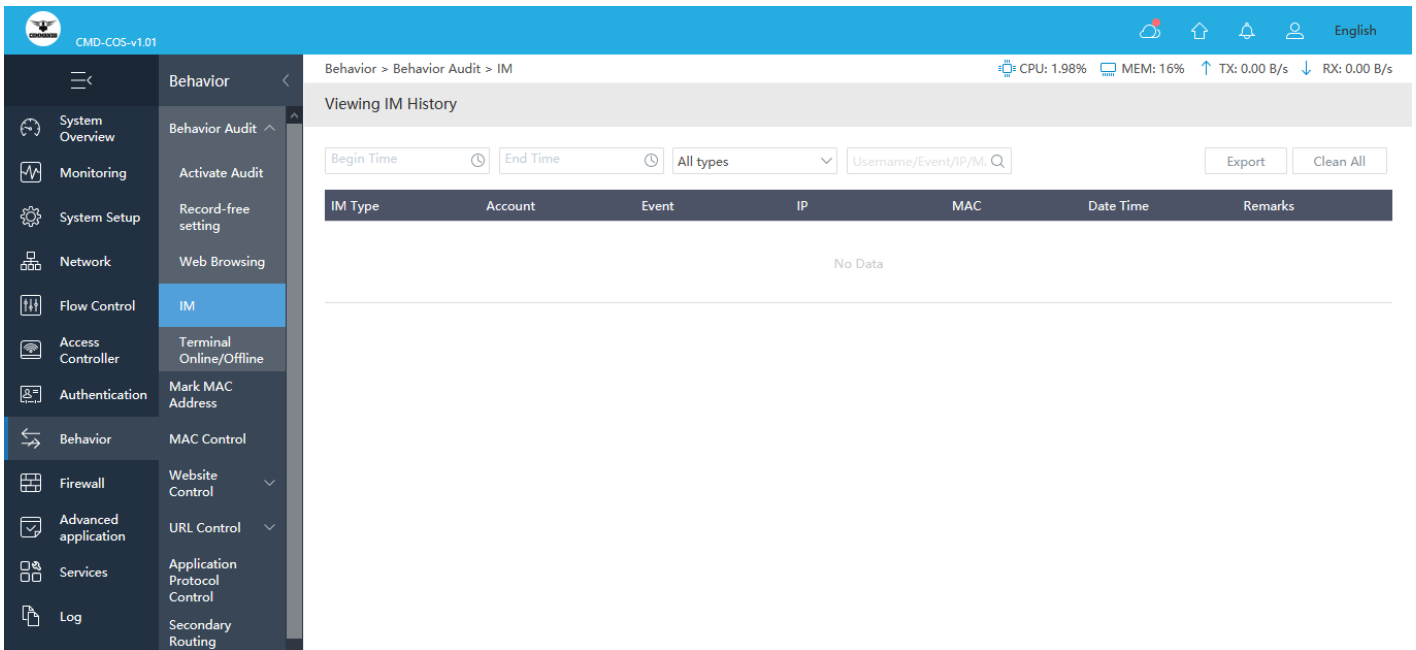 COMMANDO
CMD-COS-v1.01
English
Behavior
Behavior > Behavior Audit > IM
CPU: 1.98%
MEM: 16%
TX: 0.00 B/s
RX: 0.00 B/s
System
Overview
Monitoring
System Setup
Network
Flow Control
Access
Controller
Authentication
Behavior
Firewall
Advanced
application
Services
Log
Behavior Audit
Activate Audit
Record-free
setting
Web Browsing
IM
Terminal
Online/Offline
Mark MAC
Address
MAC Control
Website
Control
URL Control
Application
Protocol
Control
Secondary
Routing
Viewing IM History
Begin Time
End Time
All types
Username/Event/IP/M.
Export
Clean All
IM Type Account Event IP MAC Date Time Remarks
No Data